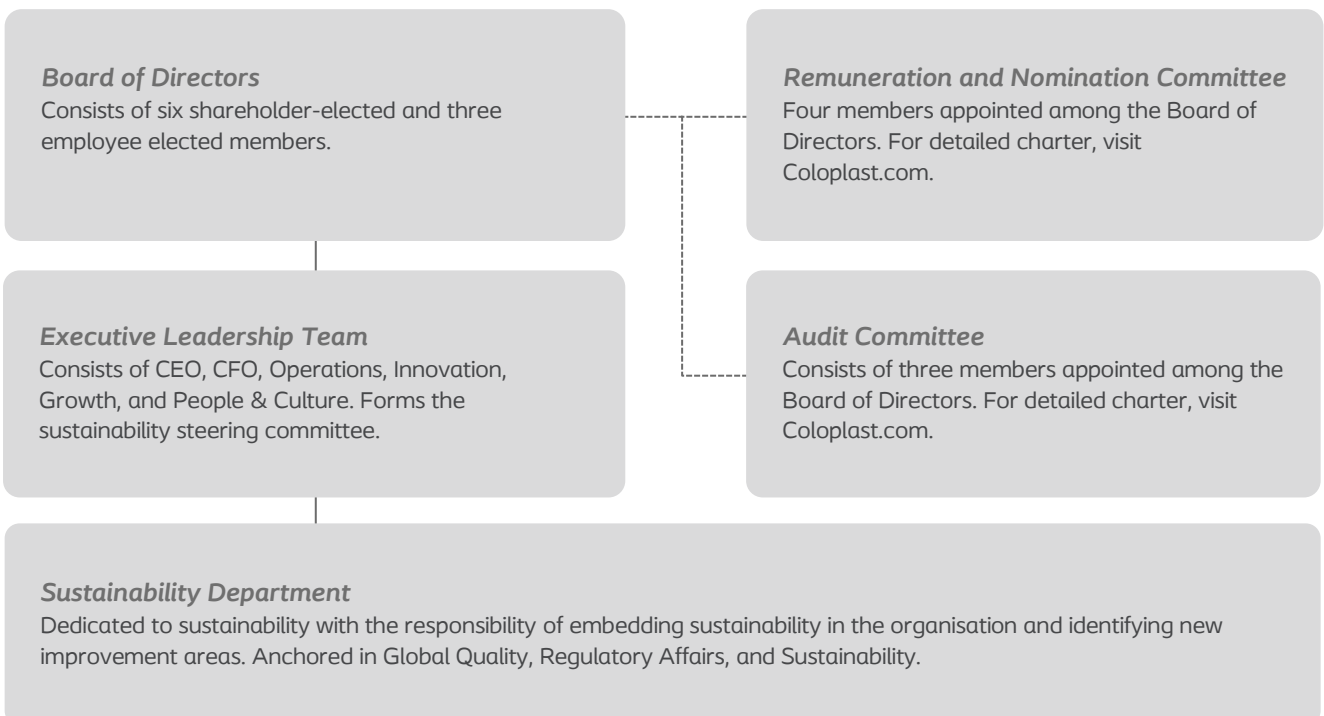 Board of Directors
Consists of six shareholder-elected and three
employee elected members.
Remuneration and Nomination Committee
Four members appointed among the Board of
Directors. For detailed charter, visit
Coloplast.com.
Executive Leadership Team
Consists of CEO, CFO, Operations, Innovation,
Growth, and People & Culture. Forms the
sustainability steering committee.
Audit Committee
Consists of three members appointed among the
Board of Directors. For detailed charter, visit
Coloplast.com.
Sustainability Department
Dedicated to sustainability with the responsibility of embedding sustainability in the organisation and identifying new
improvement areas. Anchored in Global Quality, Regulatory Affairs, and Sustainability.